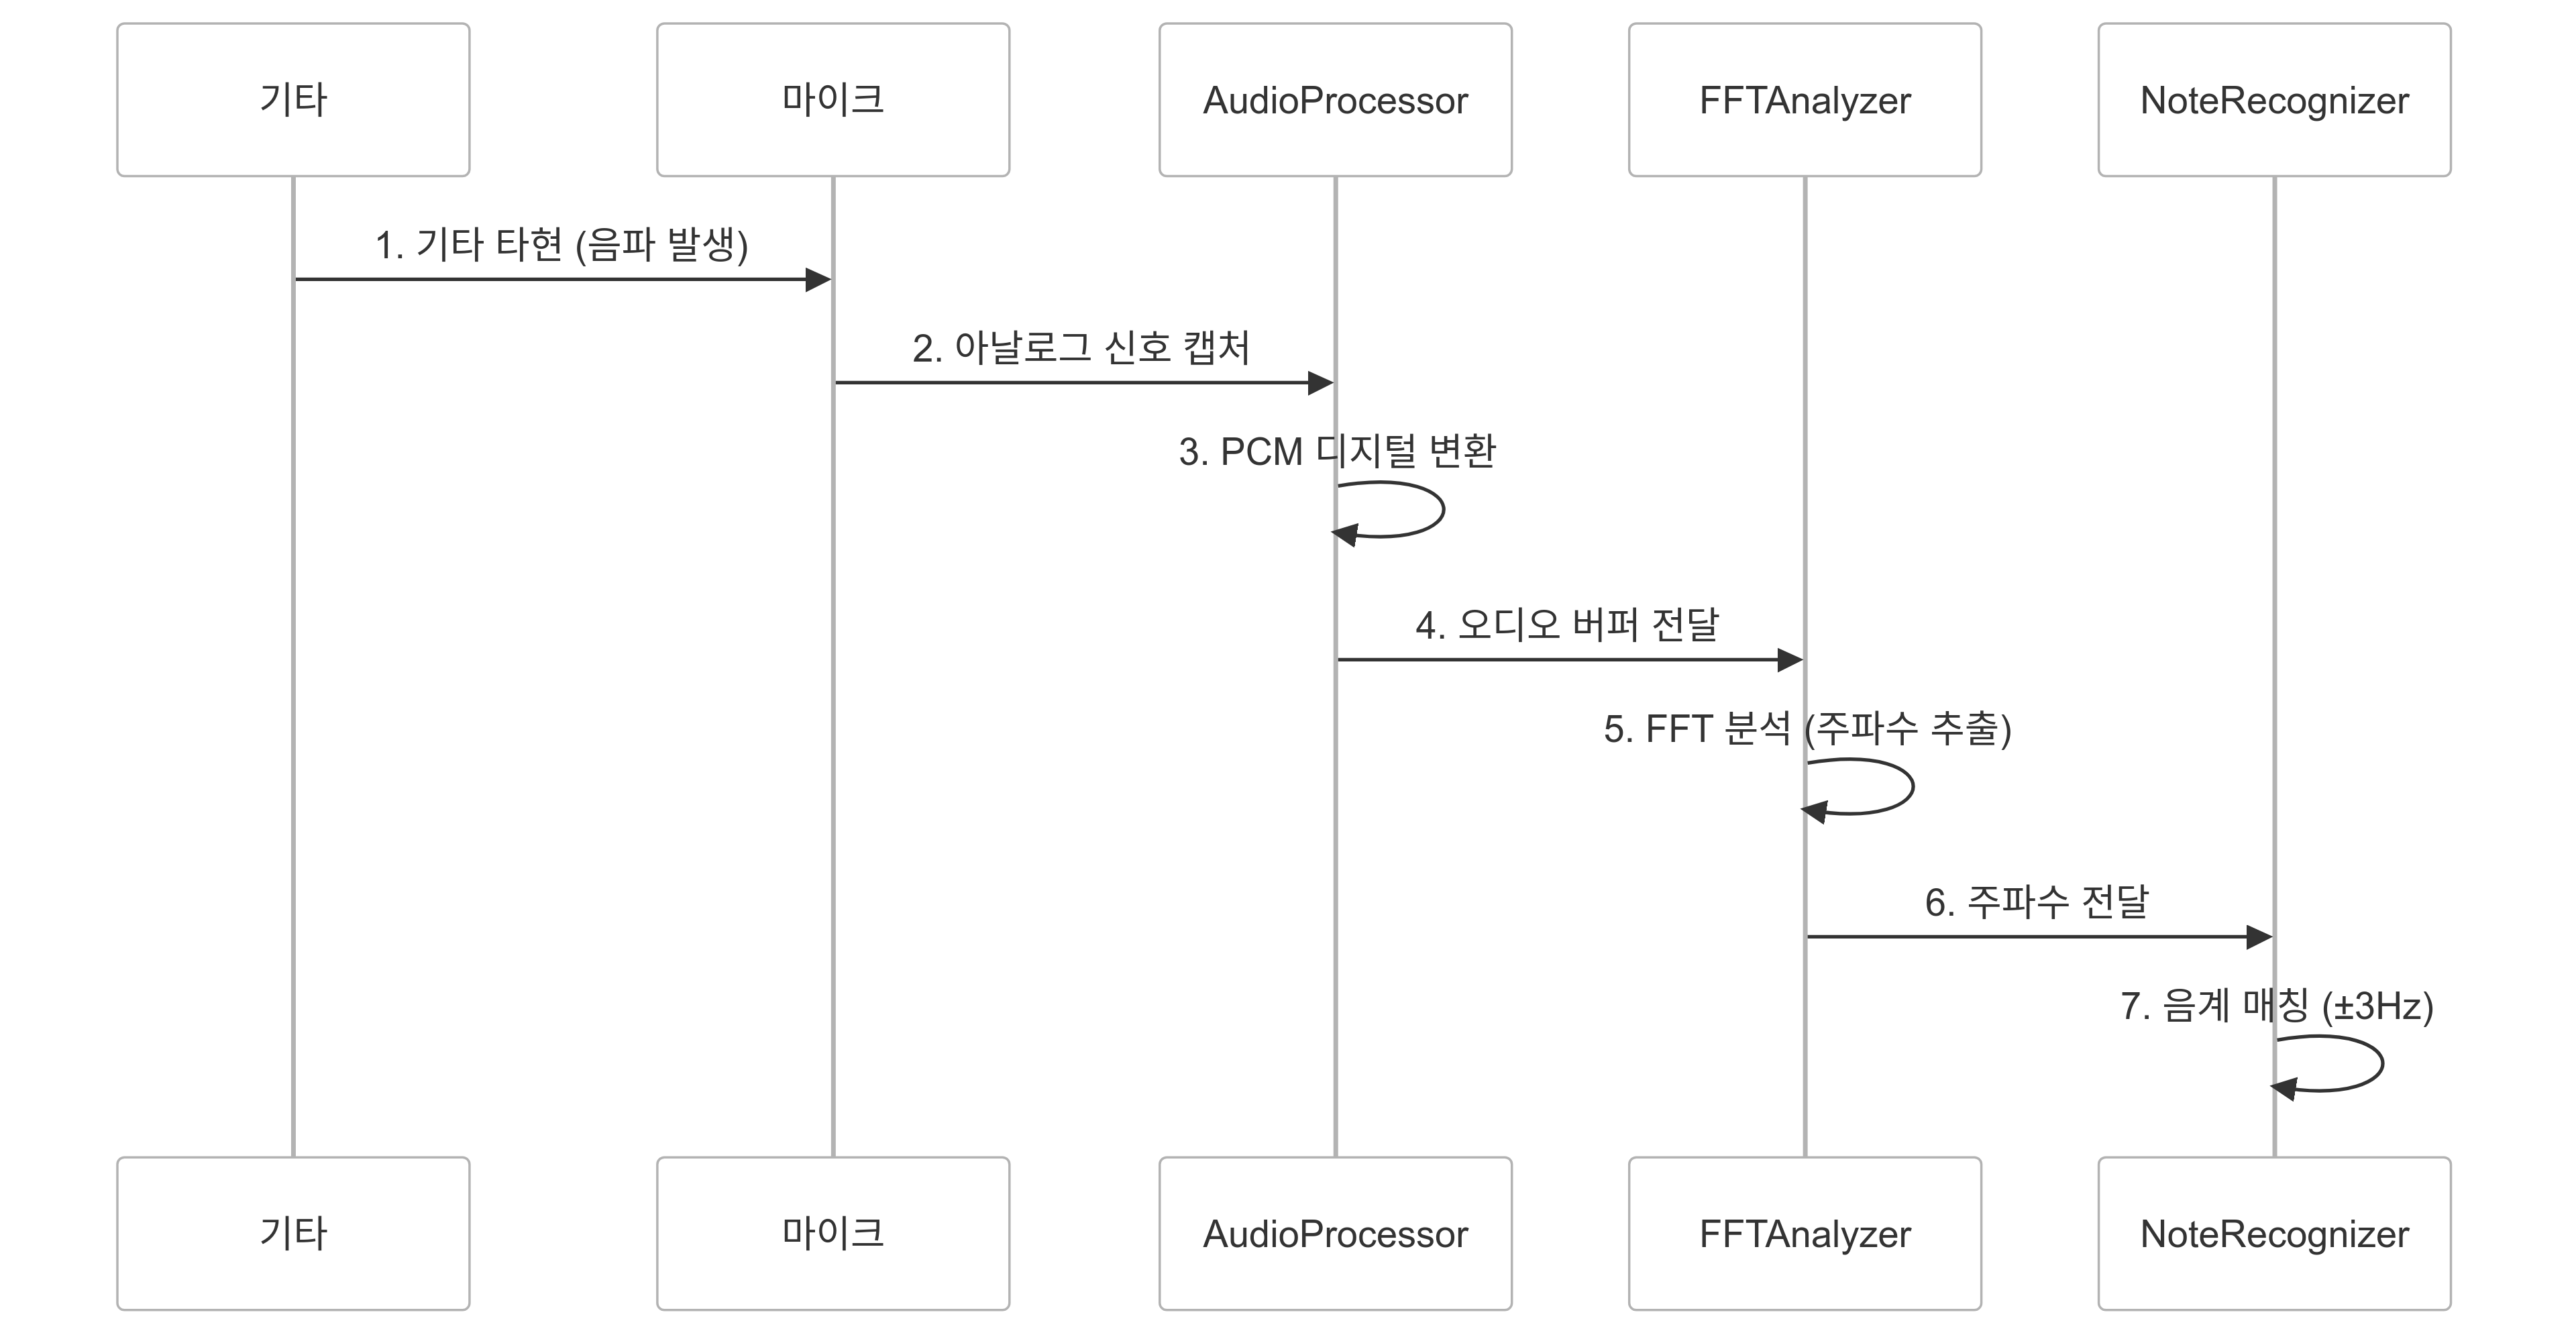 기타
마이크
AudioProcessor
FFTAnalyzer
NoteRecognizer
1. 기타 타현 (음파 발생)
2. 아날로그 신호 캡처
3. PCM 디지털 변환
4. 오디오 버퍼 전달
5. FFT 분석 (주파수 추출)
6. 주파수 전달
7. 음계 매칭 (±3Hz)
기타
마이크
AudioProcessor
FFTAnalyzer
NoteRecognizer